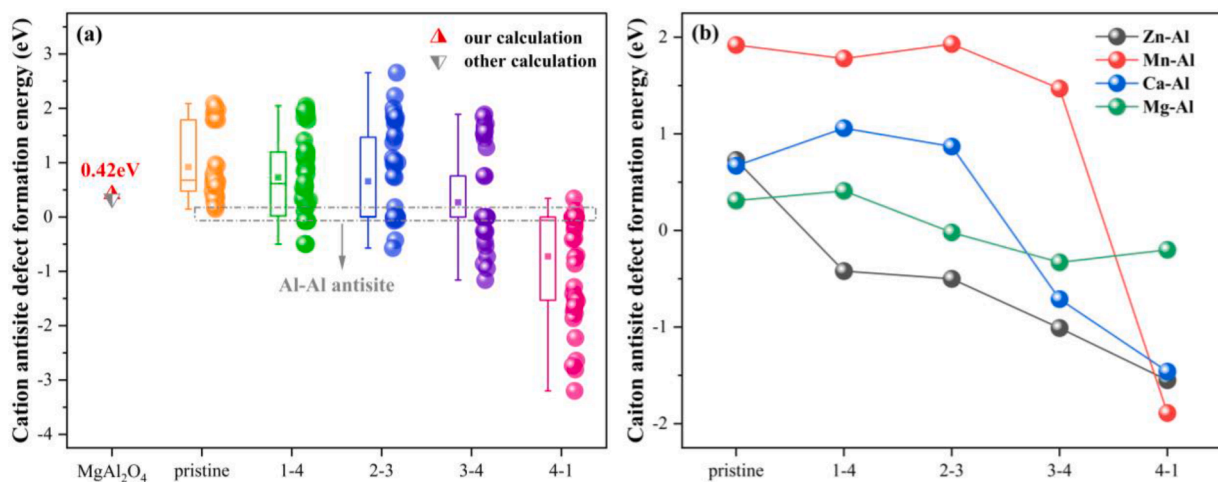 (a)
our calculation
other calculation
Cation antisite defect formation energy (eV)
3
2
1
0
-1
-2
-3
-4
0.42eV
Al-Al antisite
MgAl2O4
pristine
1-4
2-3
3-4
4-1
(b)
Zn-Al
Mn-Al
Ca-Al
Mg-Al
Caiton antisite defect formation energy (eV)
2
1
0
-1
-2
pristine
1-4
2-3
3-4
4-1